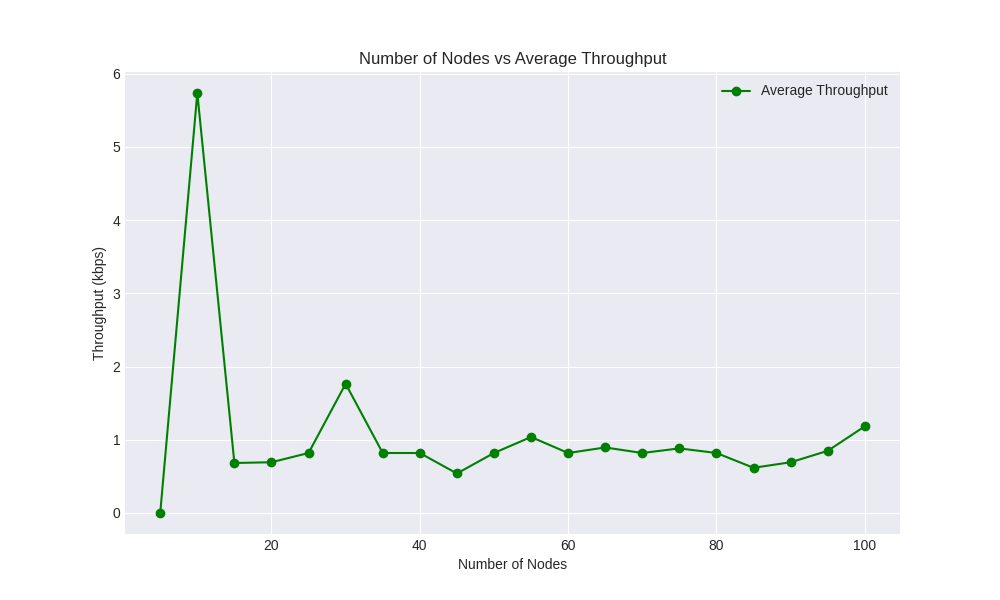 Number of Nodes vs Average Throughput
Average Throughput
Throughput (kbps)
6
5
4
3
2
1
0
20 40 60 80 100
Number of Nodes